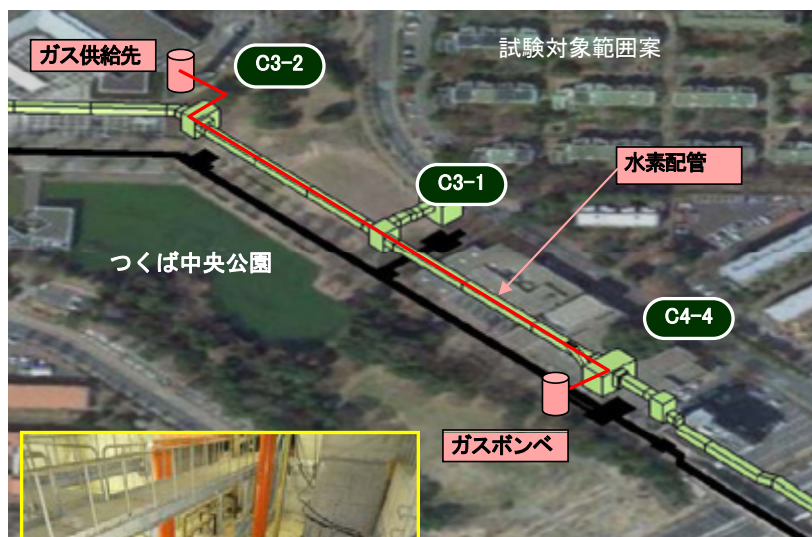 ガス供給先
C3-2
試験対象範囲案
C3-1
水素配管
つくば中央公園
C4-4
ガスボンベ